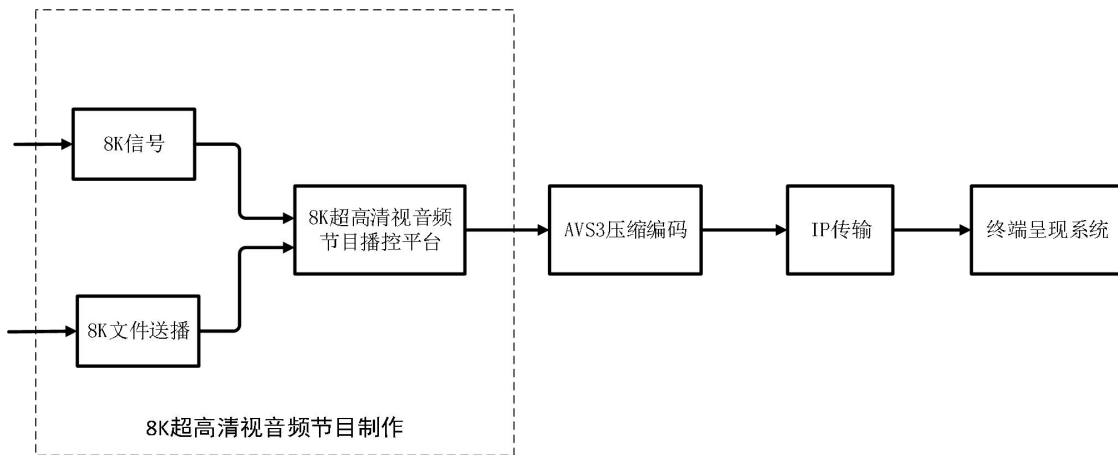 8K信号
8K超高清视音频
节目播控平台
AVS3压缩编码
IP传输
终端呈现系统
8K文件送播
8K超高清视音频节目制作